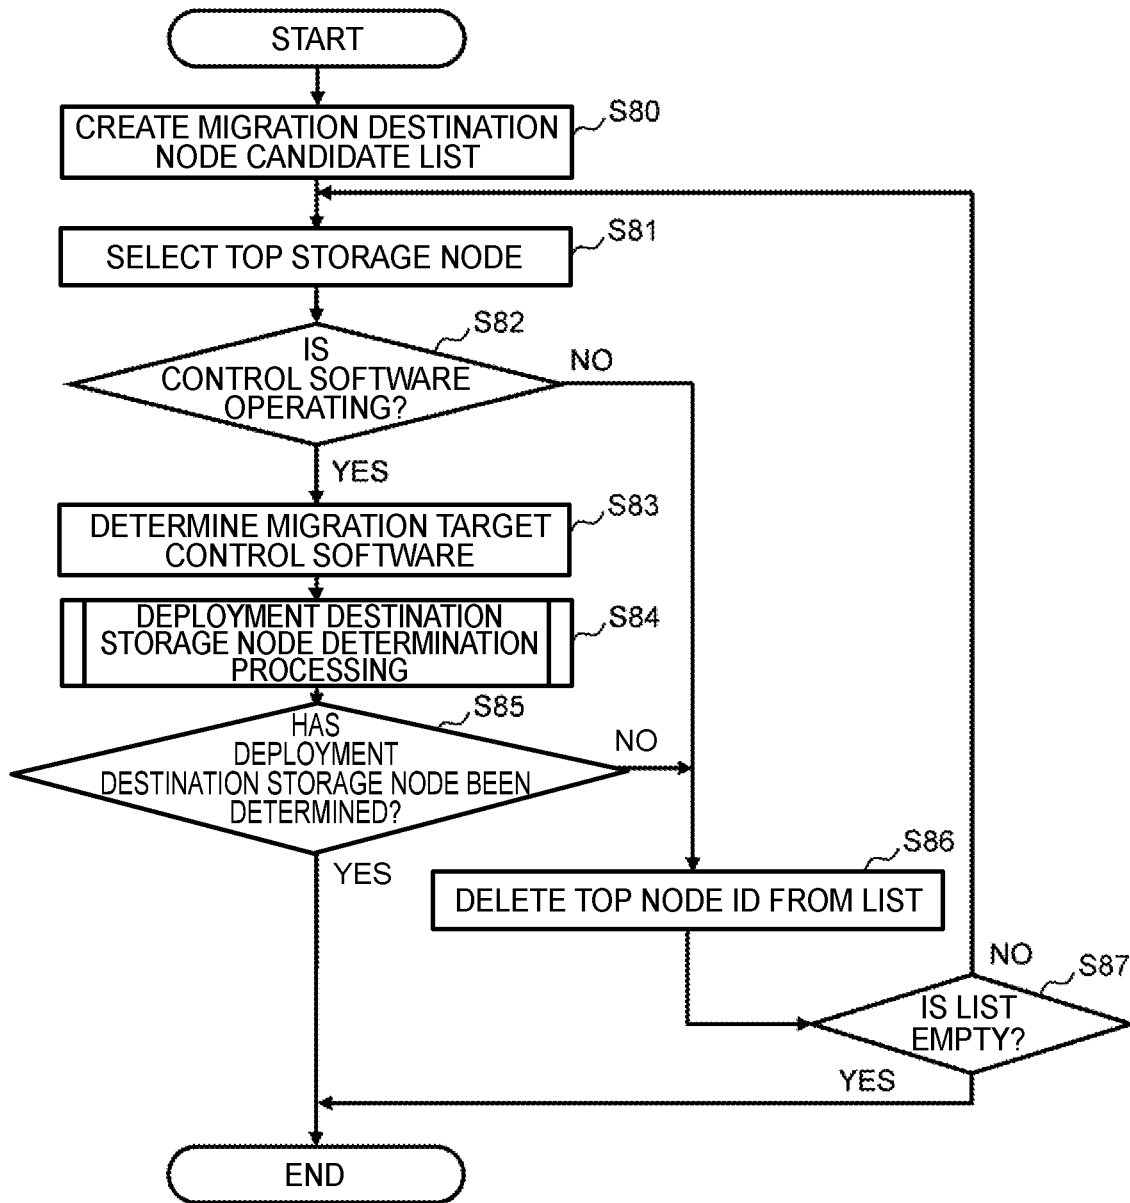 START
S80
CREATE MIGRATION DESTINATION
NODE CANDIDATE LIST
S81
SELECT TOP STORAGE NODE
S82
IS
CONTROL SOFTWARE
OPERATING?
NO
YES
S83
DETERMINE MIGRATION TARGET
CONTROL SOFTWARE
S84
DEPLOYMENT DESTINATION
STORAGE NODE DETERMINATION
PROCESSING
S85
HAS
DEPLOYMENT
DESTINATION STORAGE NODE BEEN
DETERMINED?
NO
YES
S86
DELETE TOP NODE ID FROM LIST
NO
S87
IS LIST
EMPTY?
YES
END